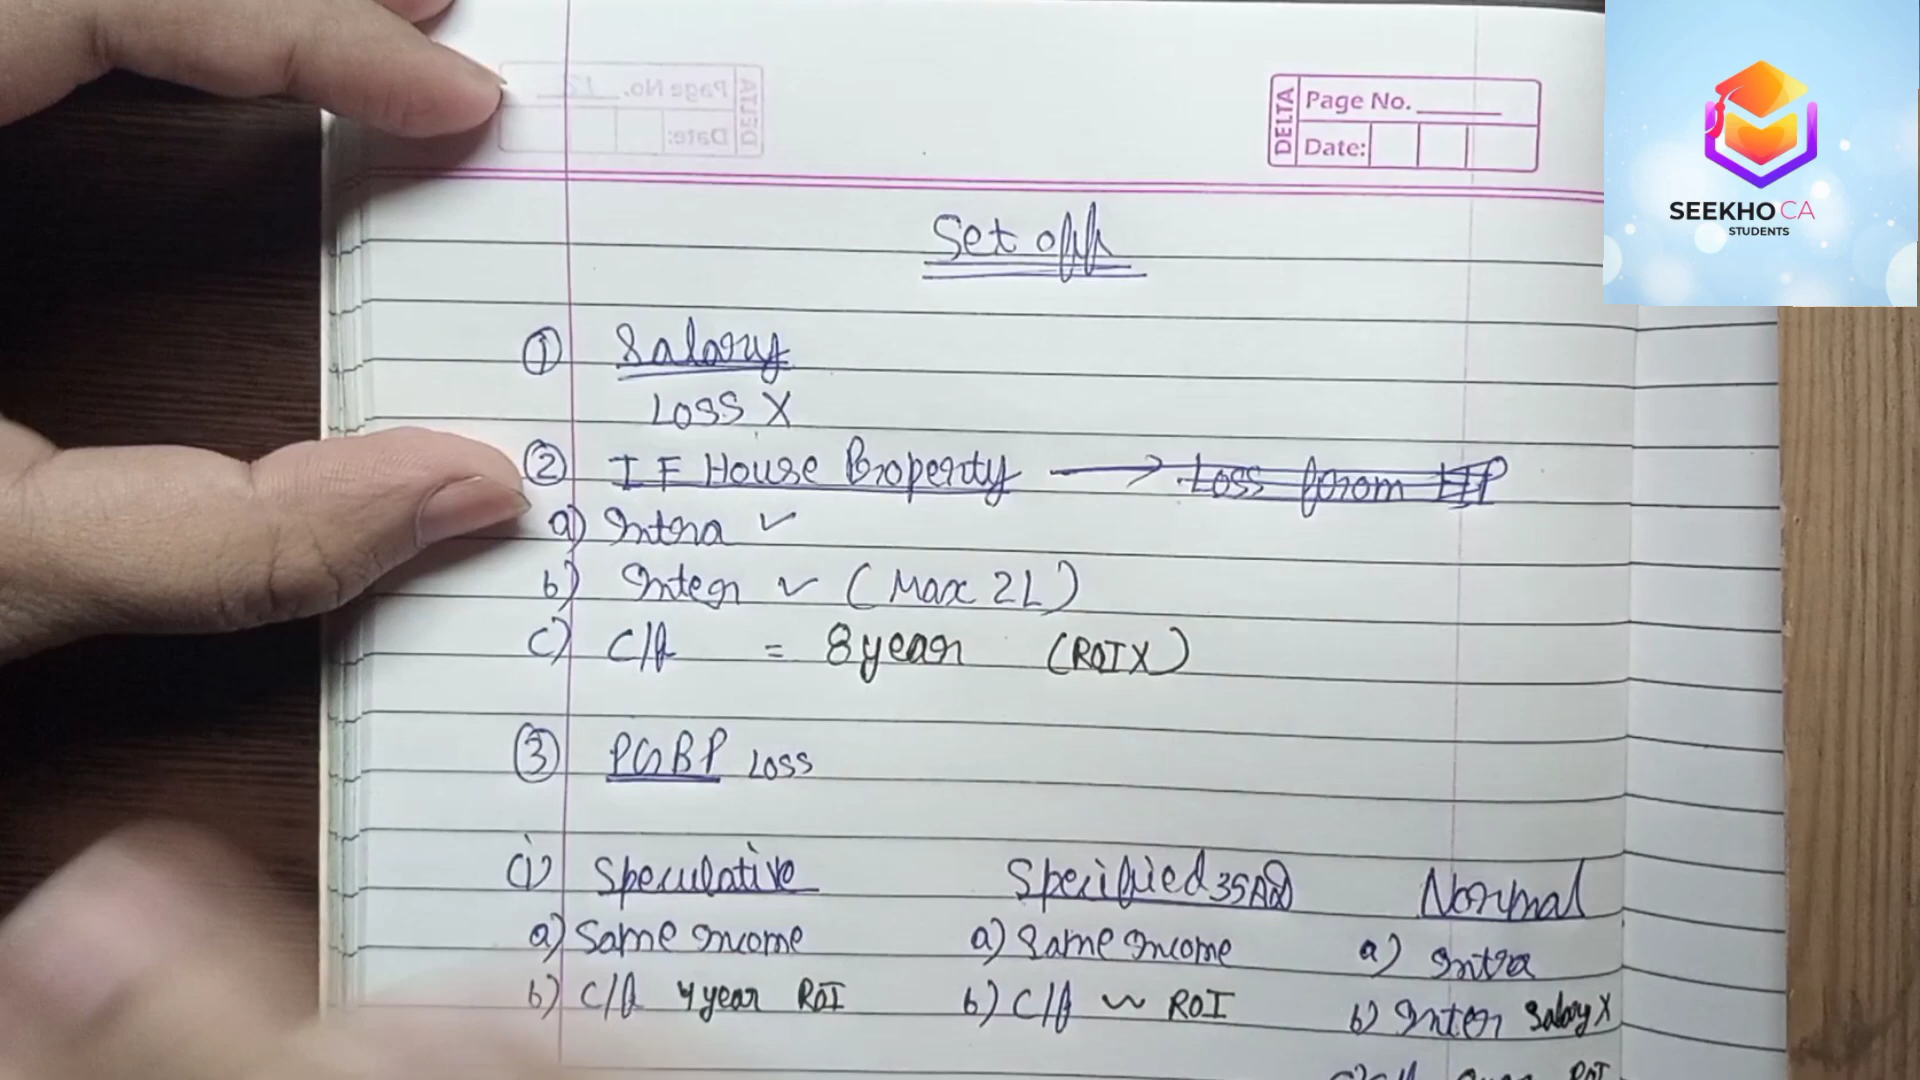 Page No.
DELTA
Date:
SEEKHO CA
STUDENTS
Set off
① Salary
Loss X
② IF House Property → Loss from HP
a) Intra ✓
b) Inter ✓ (Max 2L)
c) C/f = 8 year (ROI X)
③ PGBP Loss
(i) Speculative Specified 35AD Normal
a) Same Income a) Same Income a) Intra
b) C/f 4 year ROI b) C/f ~ ROI b) Inter Salary X